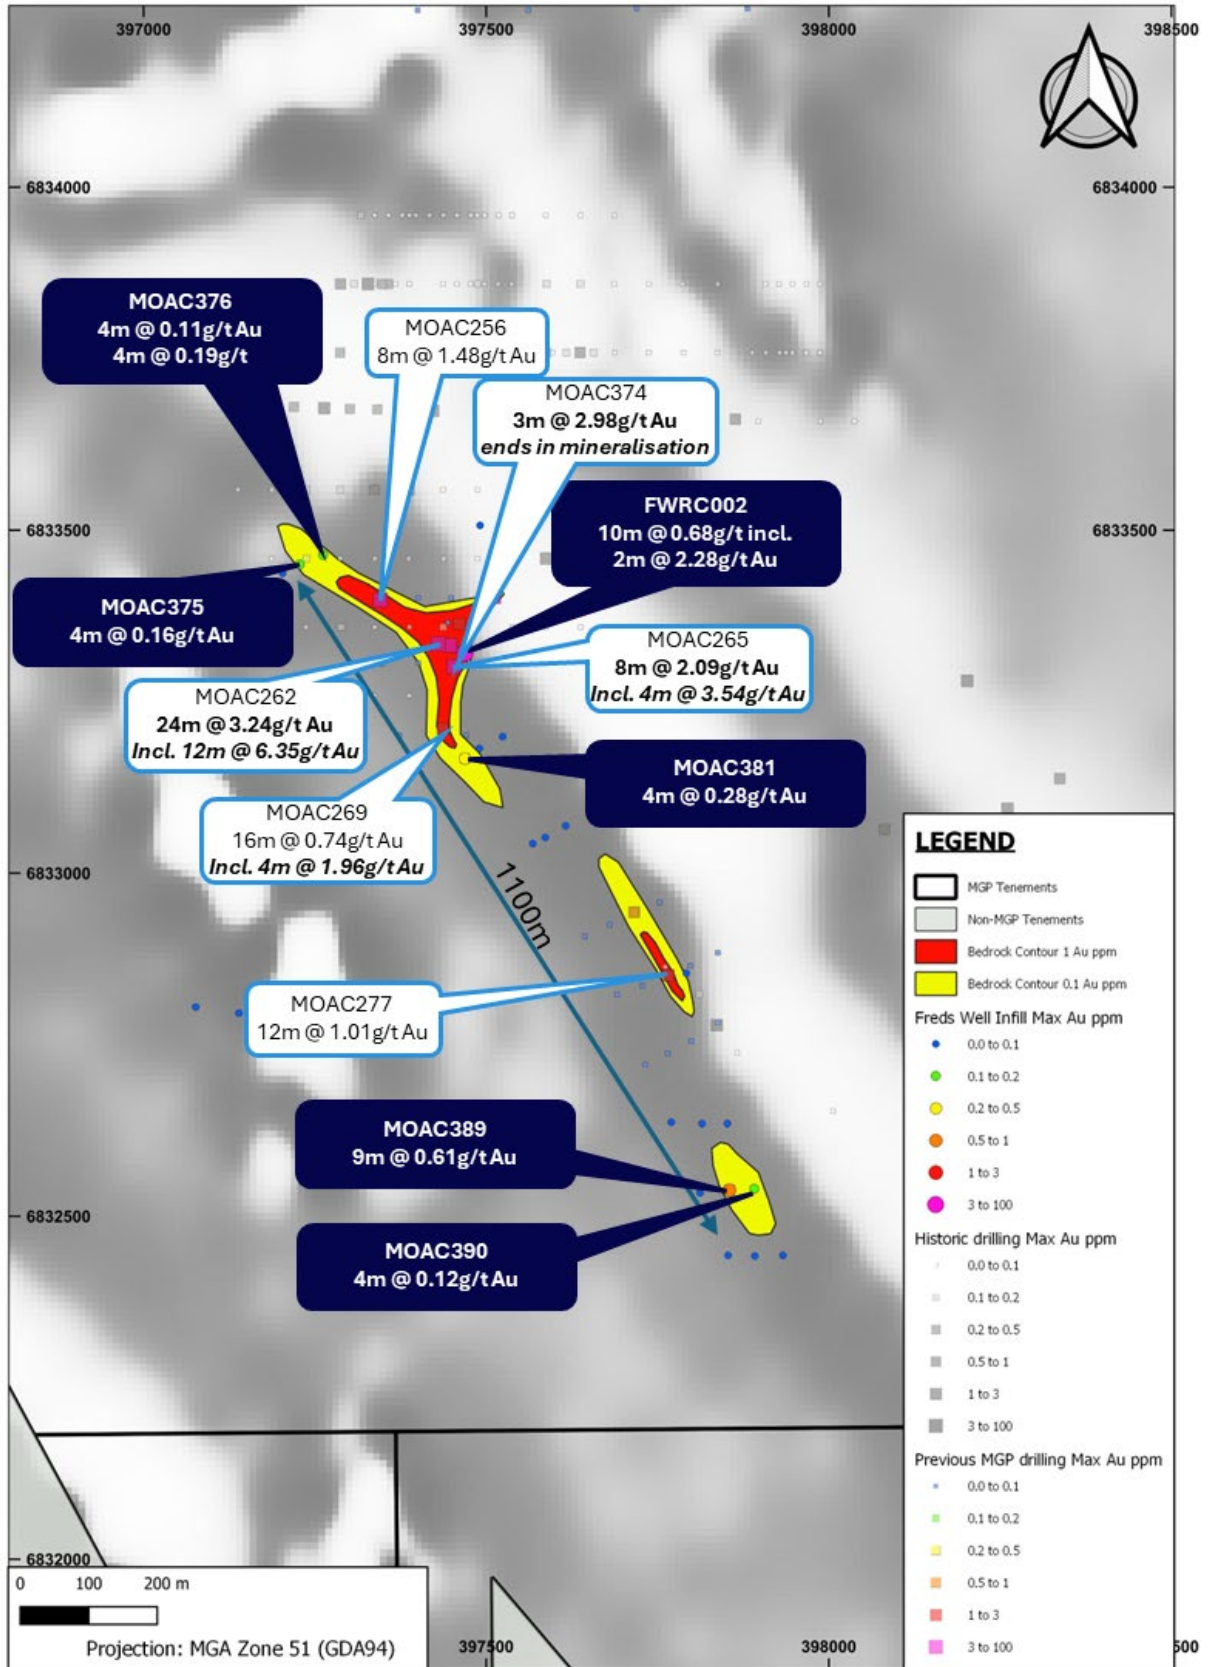 397000
397500
398000
398500
6834000
6834000
MOAC376
4m @ 0.11g/t Au
4m @ 0.19g/t
MOAC256
8m @ 1.48g/t Au
MOAC374
3m @ 2.98g/t Au
ends in mineralisation
FWRC002
10m @0.68g/t incl.
2m @ 2.28g/t Au
6833500
6833500
MOAC375
4m @ 0.16g/t Au
MOAC265
8m @ 2.09g/t Au
Incl. 4m @ 3.54g/t Au
MOAC262
24m @ 3.24g/t Au
Incl. 12m @ 6.35g/t Au
MOAC381
4m @ 0.28g/t Au
MOAC269
16m @ 0.74g/t Au
Incl. 4m @ 1.96g/t Au
6833000
1100m
MOAC277
12m @ 1.01g/t Au
MOAC389
9m @ 0.61g/t Au
6832500
MOAC390
4m @ 0.12g/t Au
6832000
LEGEND
MGP Tenements
Non-MGP Tenements
Bedrock Contour 1 Au ppm
Bedrock Contour 0.1 Au ppm
Freds Well Infill Max Au ppm
0.0 to 0.1
0.1 to 0.2
0.2 to 0.5
0.5 to 1
1 to 3
3 to 100
Historic drilling Max Au ppm
0.0 to 0.1
0.1 to 0.2
0.2 to 0.5
0.5 to 1
1 to 3
3 to 100
Previous MGP drilling Max Au ppm
0.0 to 0.1
0.1 to 0.2
0.2 to 0.5
0.5 to 1
1 to 3
3 to 100
0 100 200 m
Projection: MGA Zone 51 (GDA94)
397500
398000
500